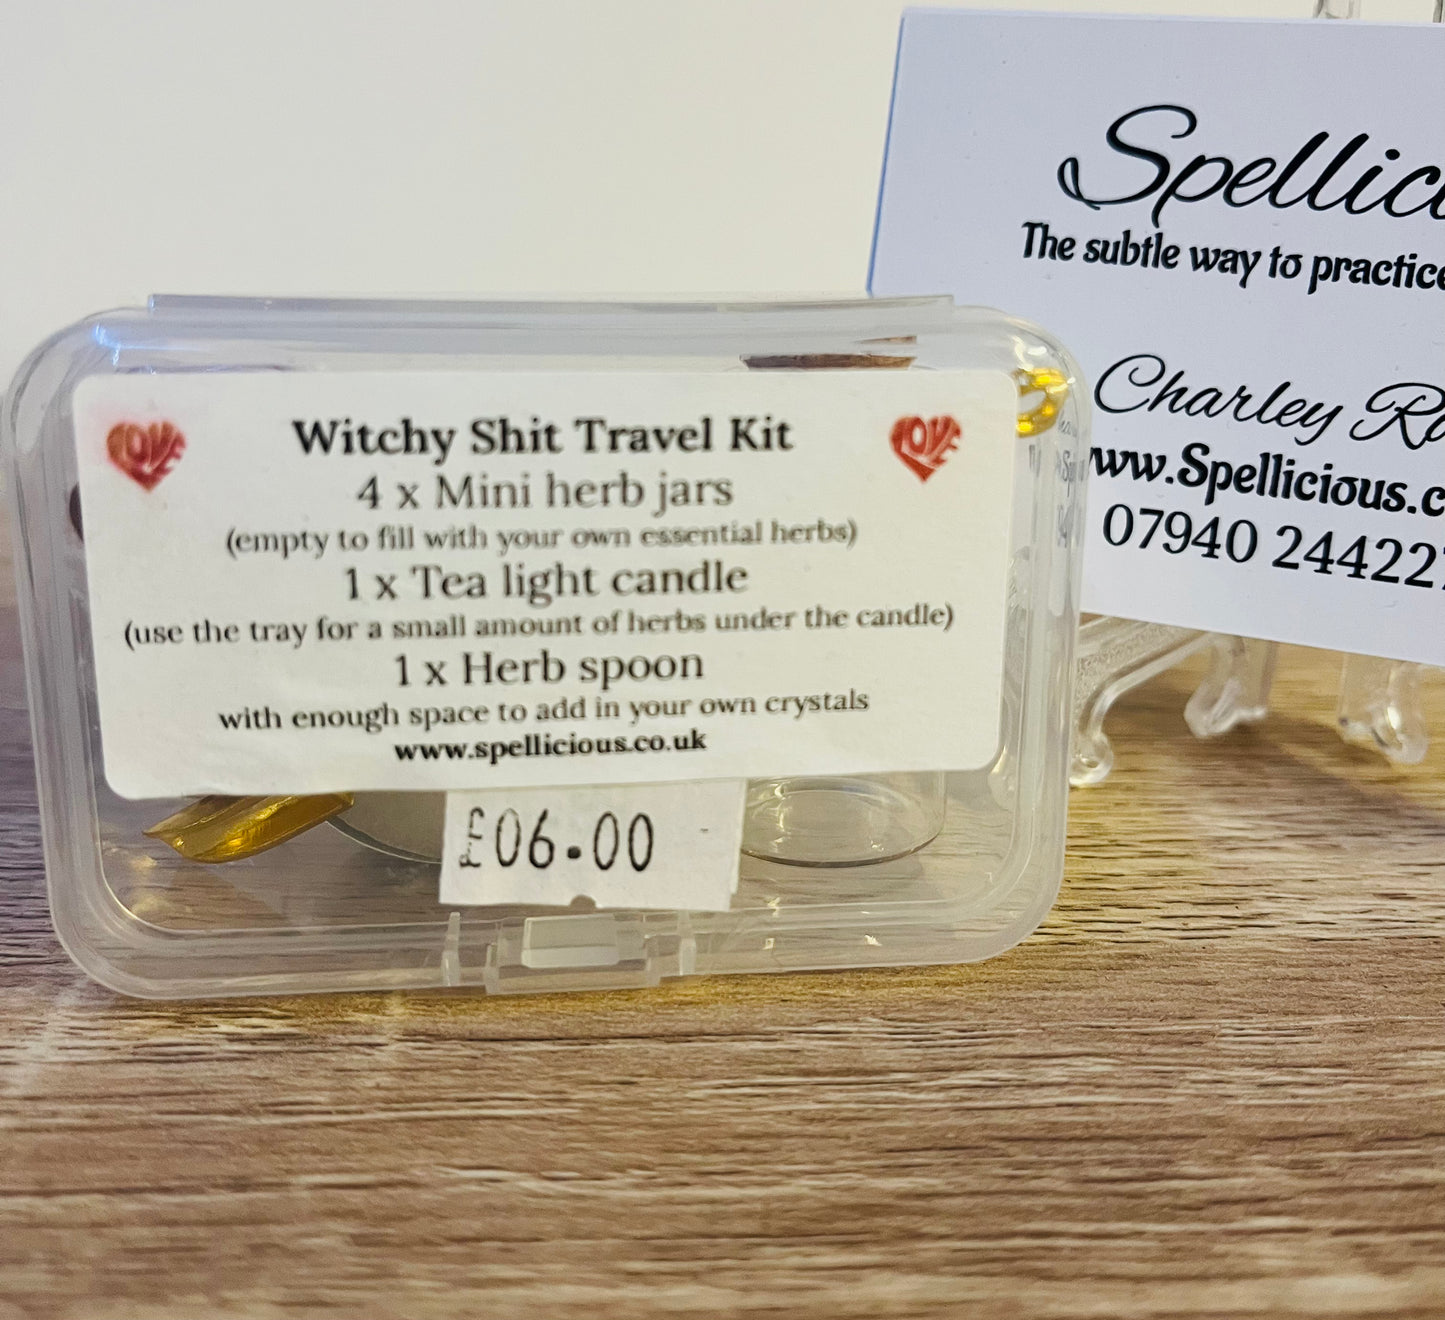 LOVE
LOVE
Witchy Shit Travel Kit
4 x Mini herb jars
(empty to fill with your own essential herbs)
1 x Tea light candle
(use the tray for a small amount of herbs under the candle)
1 x Herb spoon
with enough space to add in your own crystals
www.spellicious.co.uk
£06.00
Spellici
The subtle way to practice
Charley R
www.Spellicious.c
07940 24422